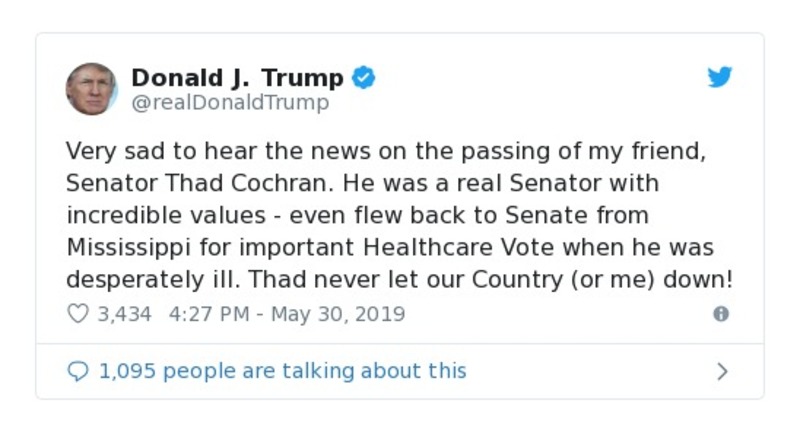 Donald J. Trump
@realDonaldTrump
Very sad to hear the news on the passing of my friend,
Senator Thad Cochran. He was a real Senator with
incredible values - even flew back to Senate from
Mississippi for important Healthcare Vote when he was
desperately ill. Thad never let our Country (or me) down!
3,434 4:27 PM - May 30, 2019
1,095 people are talking about this